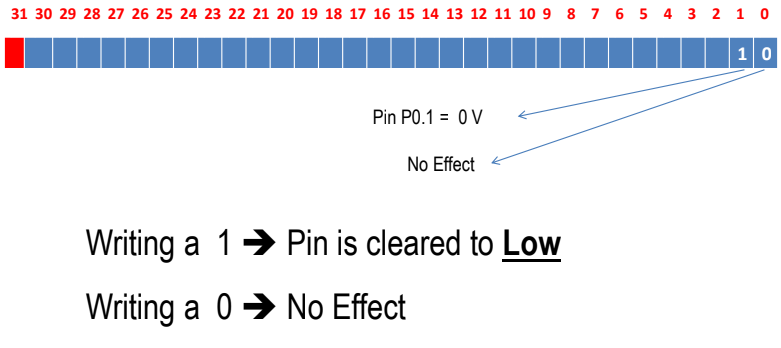 31 30 29 28 27 26 25 24 23 22 21 20 19 18 17 16 15 14 13 12 11 10 9 8 7 6 5 4 3 2 1 0
1 0
Pin P0.1 = 0 V
No Effect
Writing a 1 ➔ Pin is cleared to Low
Writing a 0 ➔ No Effect